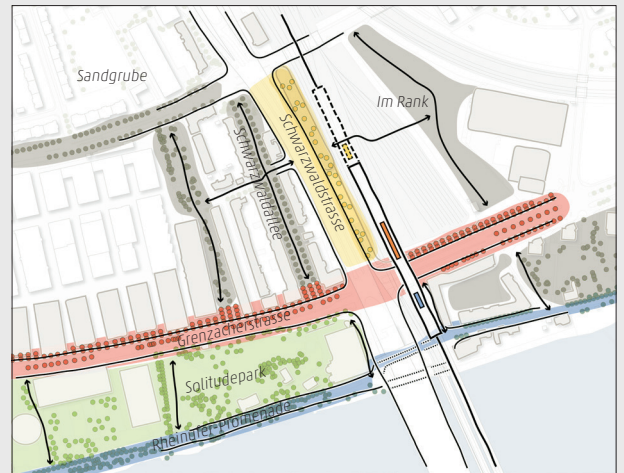 Sandgrube
Im Rank
Schwarzwaldallee
Schwarzwaldstrasse
Grenzacherstrasse
Solitudepark
Rheinufer-Promenade